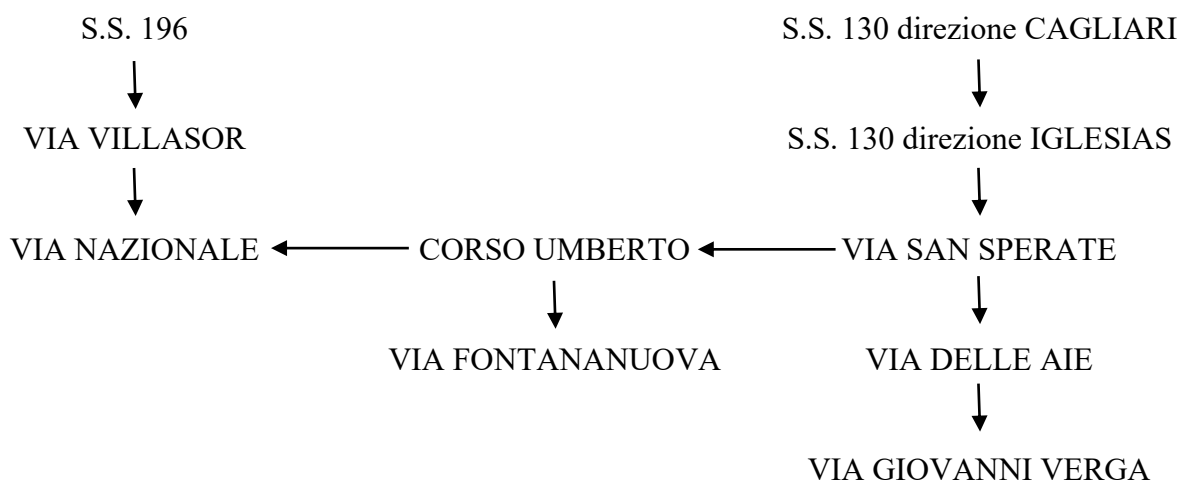 S.S. 196
S.S. 130 direzione CAGLIARI
VIA VILLASOR
S.S. 130 direzione IGLESIAS
VIA NAZIONALE
CORSO UMBERTO
VIA SAN SPERATE
VIA FONTANANUOVA
VIA DELLE AIE
VIA GIOVANNI VERGA